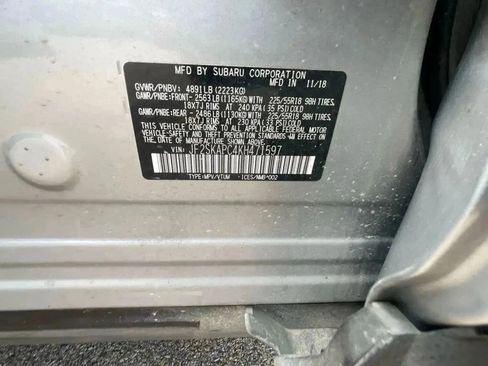 MFD BY SUBARU CORPORATION MFD IN 11/18
GVWR/PNBV: 4891LB(2223KG)
GAWR/PNBE:FRONT- 2563LB(1165KG)WITH 225/55R18 98H TIRES,
18X7J RIMS AT 240 KPA(35 PSI)COLD
GAWR/PNBE:REAR - 2486LB(1130KG)WITH 225/55R18 98H TIRES,
18X7J RIMS AT 230 KPA(33 PSI)COLD
THIS VEHICLE CONFORMS TO ALL APPLICABLE FEDERAL MOTOR
VEHICLE SAFETY, BUMPER, AND THEFT PREVENTION STANDARDS IN EFFECT ON
THE DATE OF MANUFACTURE SHOWN ABOVE.
VIN: JF2SKAPC4KH471597
TYPE:MPV/VTUM ICES/NMB-002